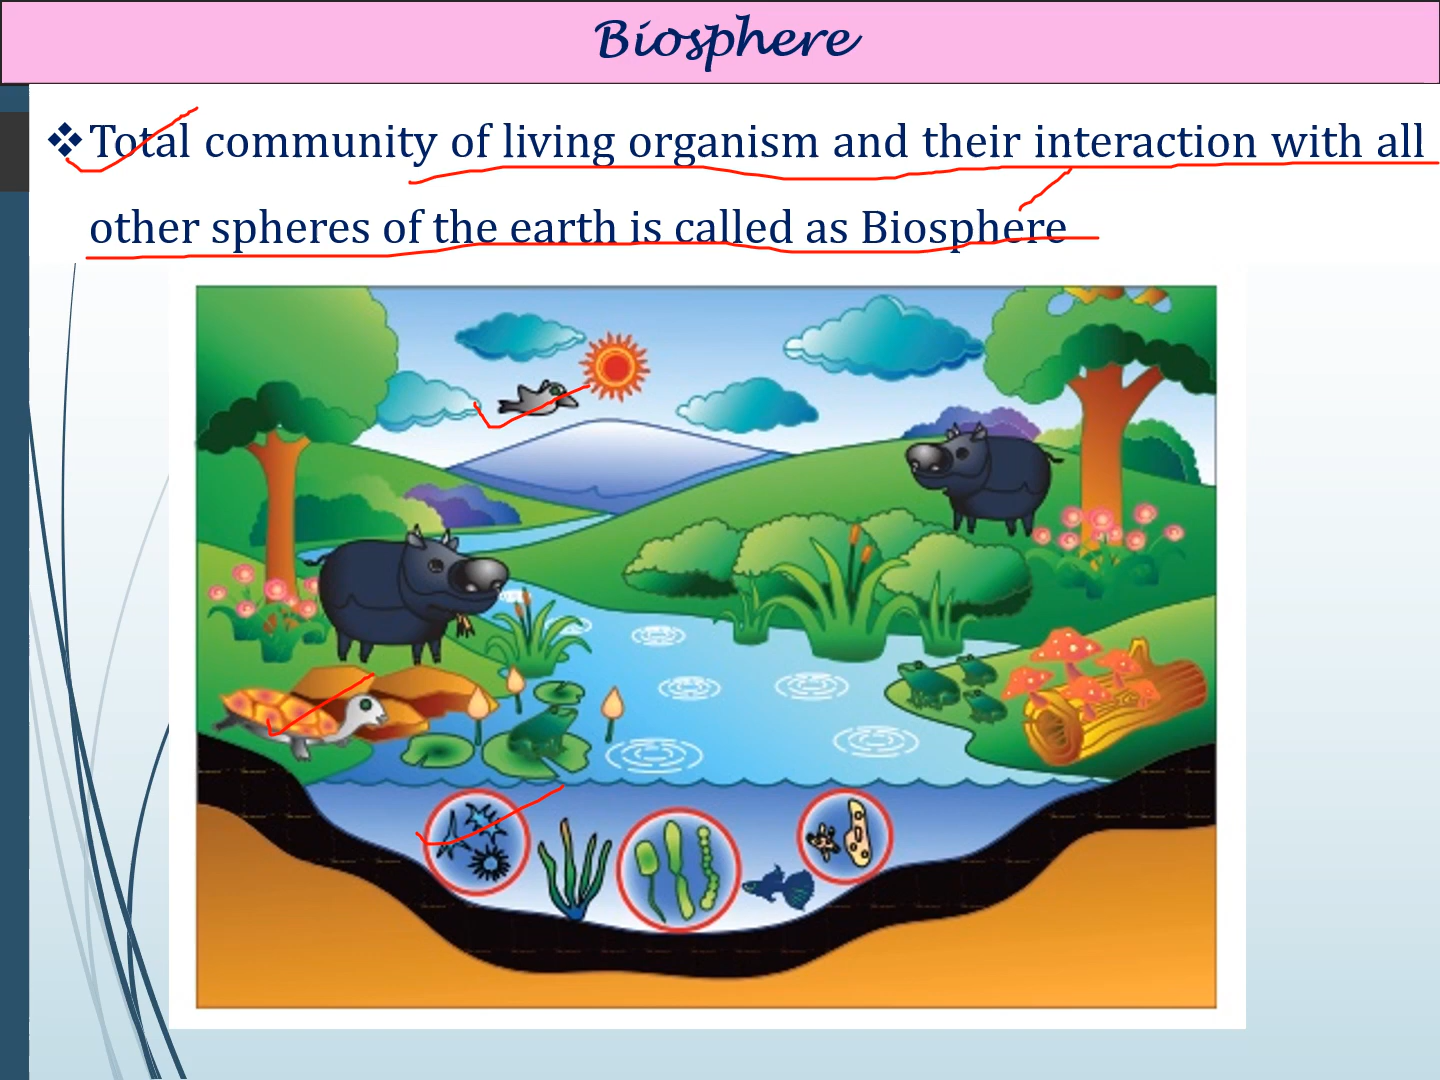 Biosphere
❖Total community of living organism and their interaction with all
other spheres of the earth is called as Biosphere